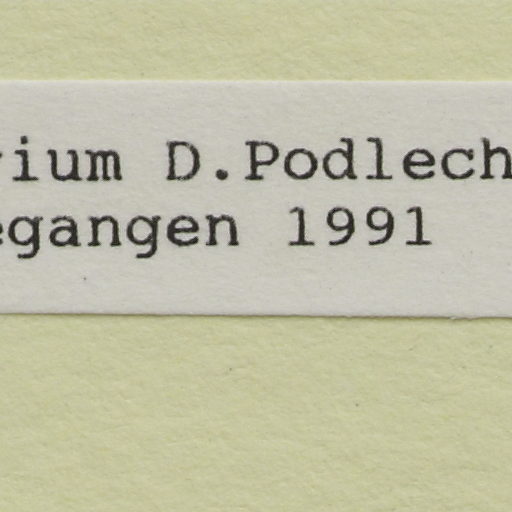 rium D.Podlech
egangen 1991